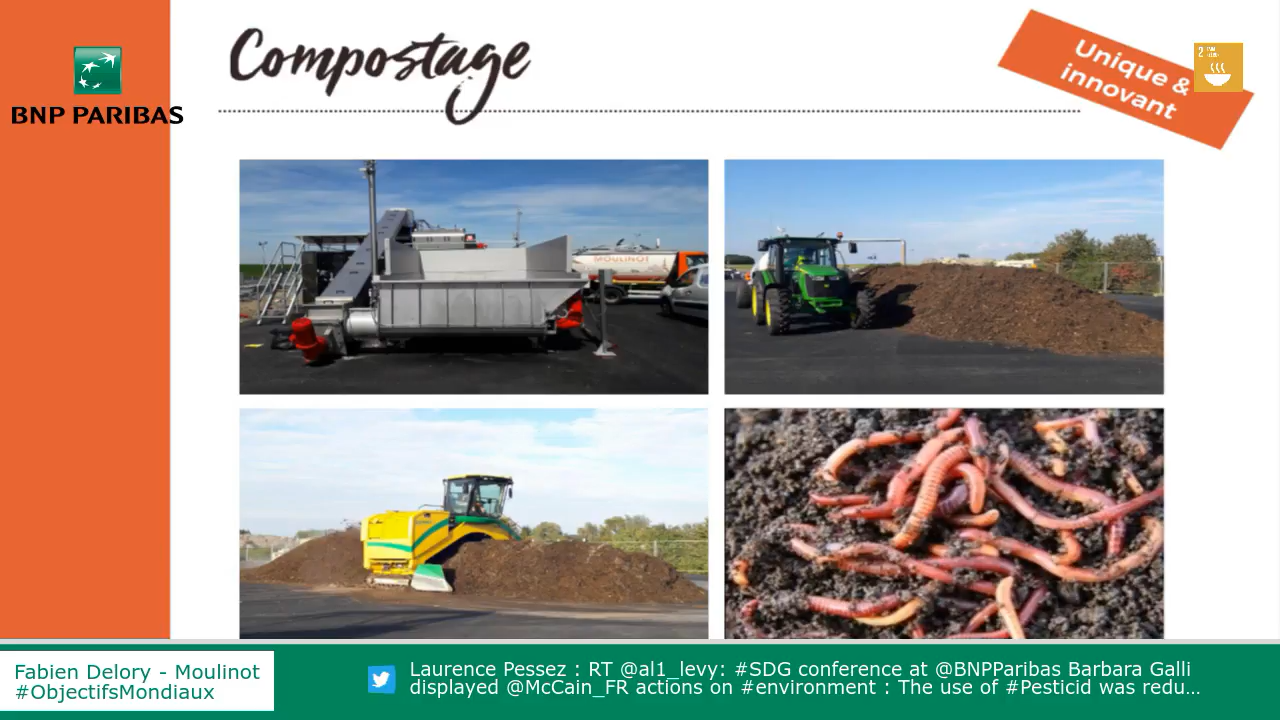 Compostage
Unique &
innovant
2
BNP PARIBAS
MOULINOT
Fabien Delory - Moulinot
#ObjectifsMondiaux
Laurence Pessez : RT @al1_levy: #SDG conference at @BNPParibas Barbara Galli
displayed @McCain_FR actions on #environment : The use of #Pesticid was redu...